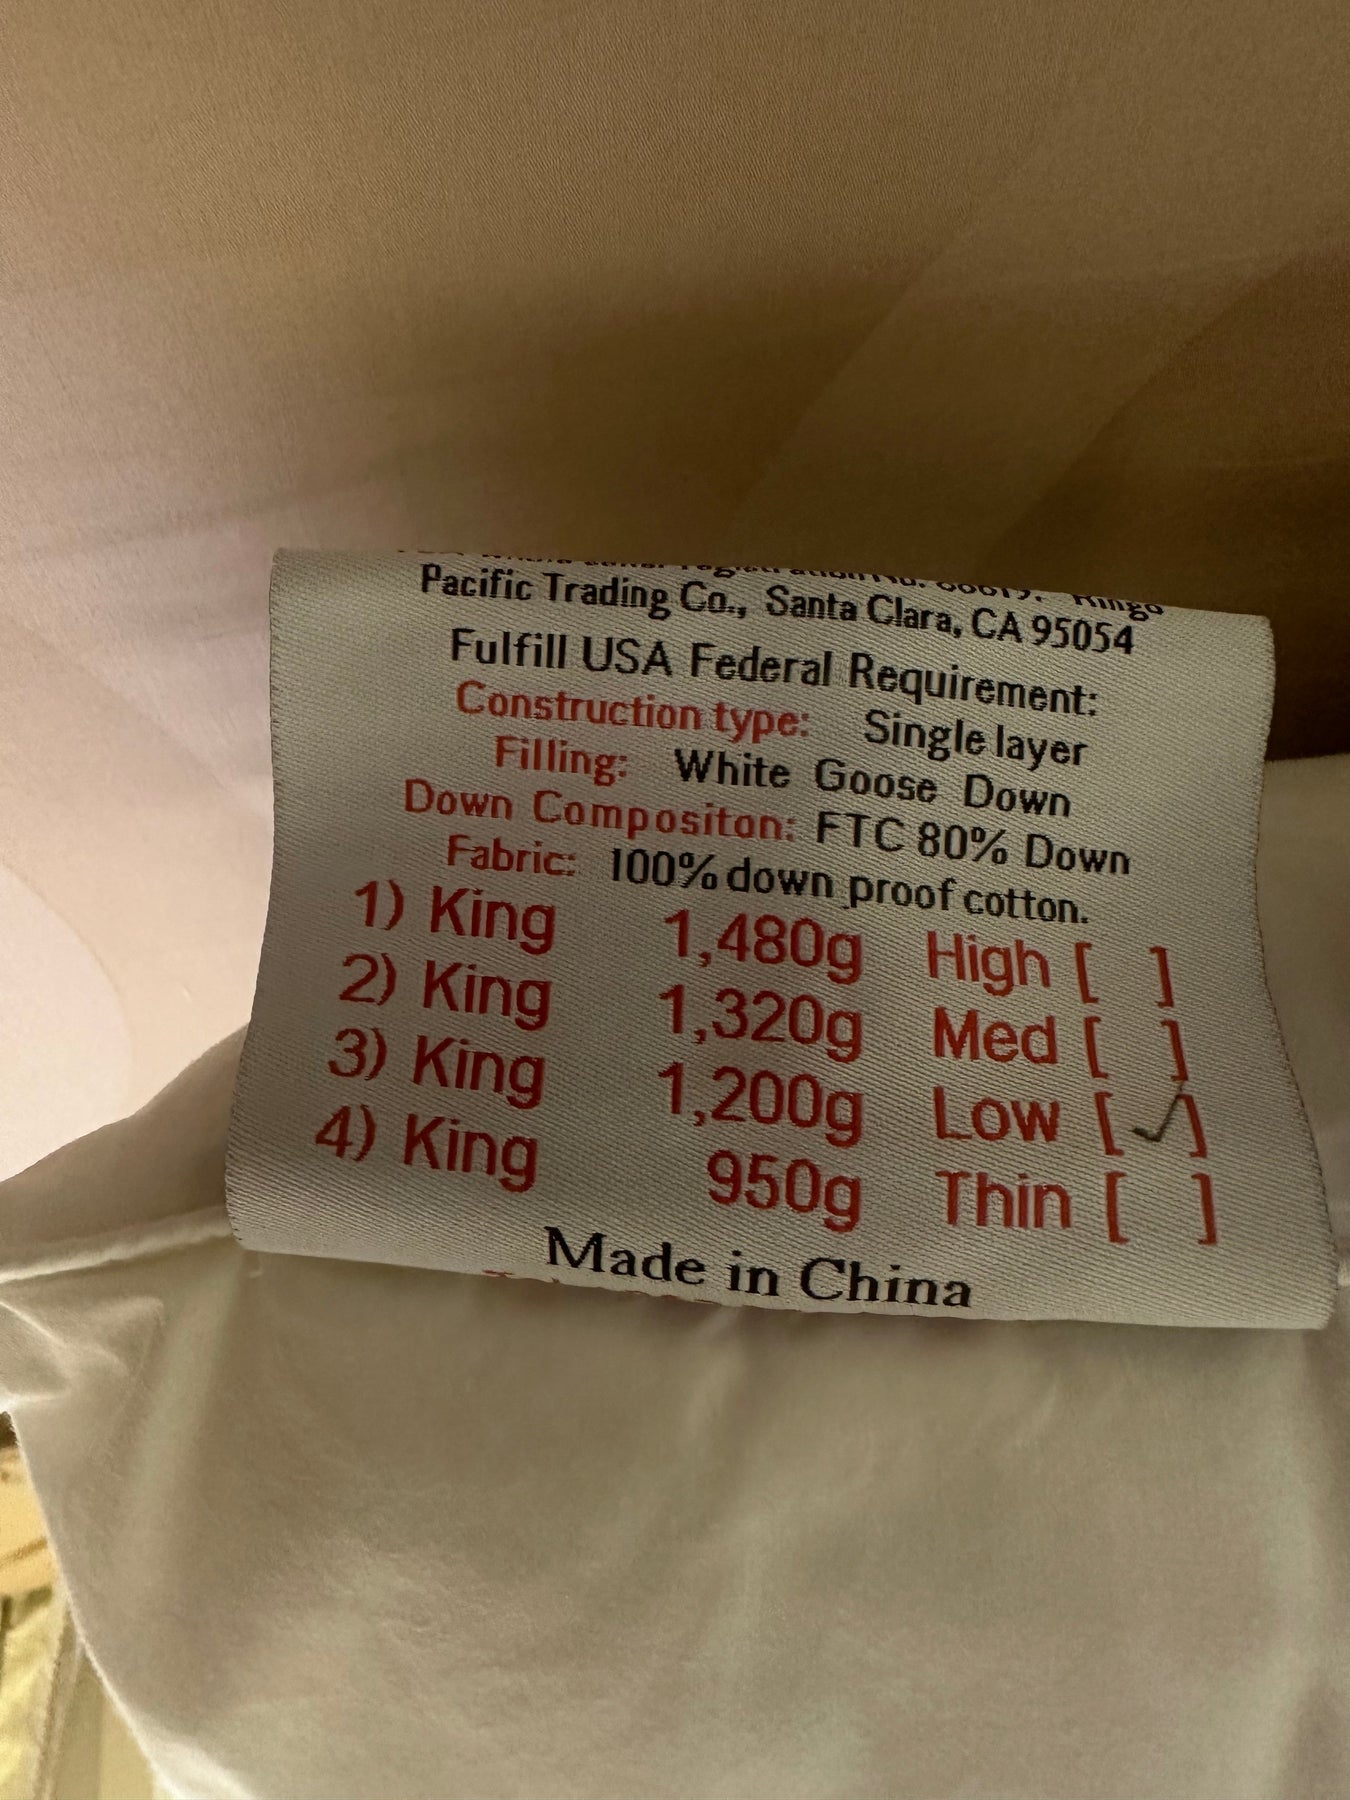 Pacific Trading Co., Santa Clara, CA 95054
Fulfill USA Federal Requirement:
Construction type: Single layer
Filling: White Goose Down
Down Compositon: FTC 80% Down
Fabric: 100% down proof cotton.
1) King 1,480g High [ ]
2) King 1,320g Med [ ]
3) King 1,200g Low [✓]
4) King 950g Thin [ ]
Made in China